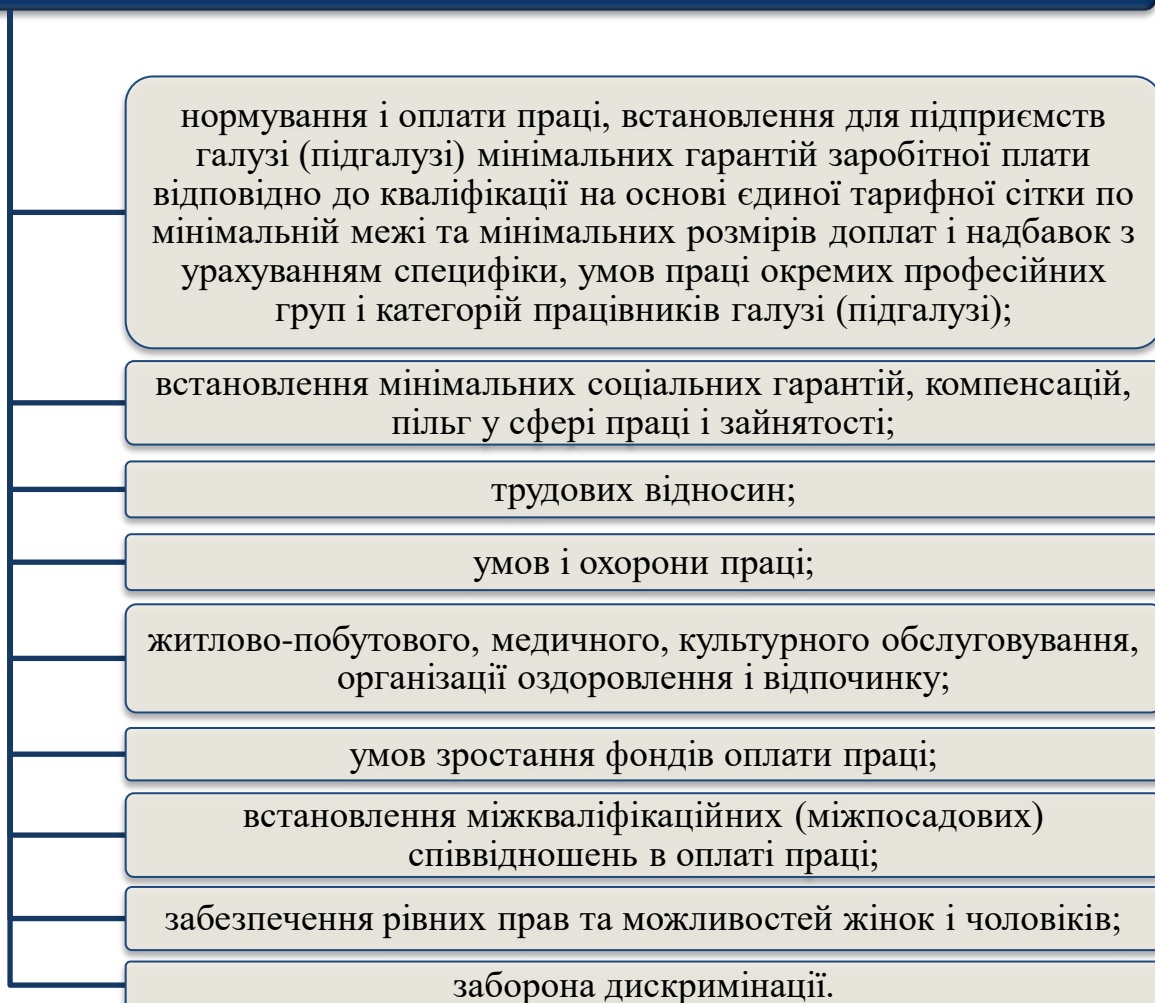 нормування і оплати праці, встановлення для підприємств
галузі (підгалузі) мінімальних гарантій заробітної плати
відповідно до кваліфікації на основі єдиної тарифної сітки по
мінімальній межі та мінімальних розмірів доплат і надбавок з
урахуванням специфіки, умов праці окремих професійних
груп і категорій працівників галузі (підгалузі);
встановлення мінімальних соціальних гарантій, компенсацій,
пільг у сфері праці і зайнятості;
трудових відносин;
умов і охорони праці;
житлово-побутового, медичного, культурного обслуговування,
організації оздоровлення і відпочинку;
умов зростання фондів оплати праці;
встановлення міжкваліфікаційних (міжпосадових)
співвідношень в оплаті праці;
забезпечення рівних прав та можливостей жінок і чоловіків;
заборона дискримінації.